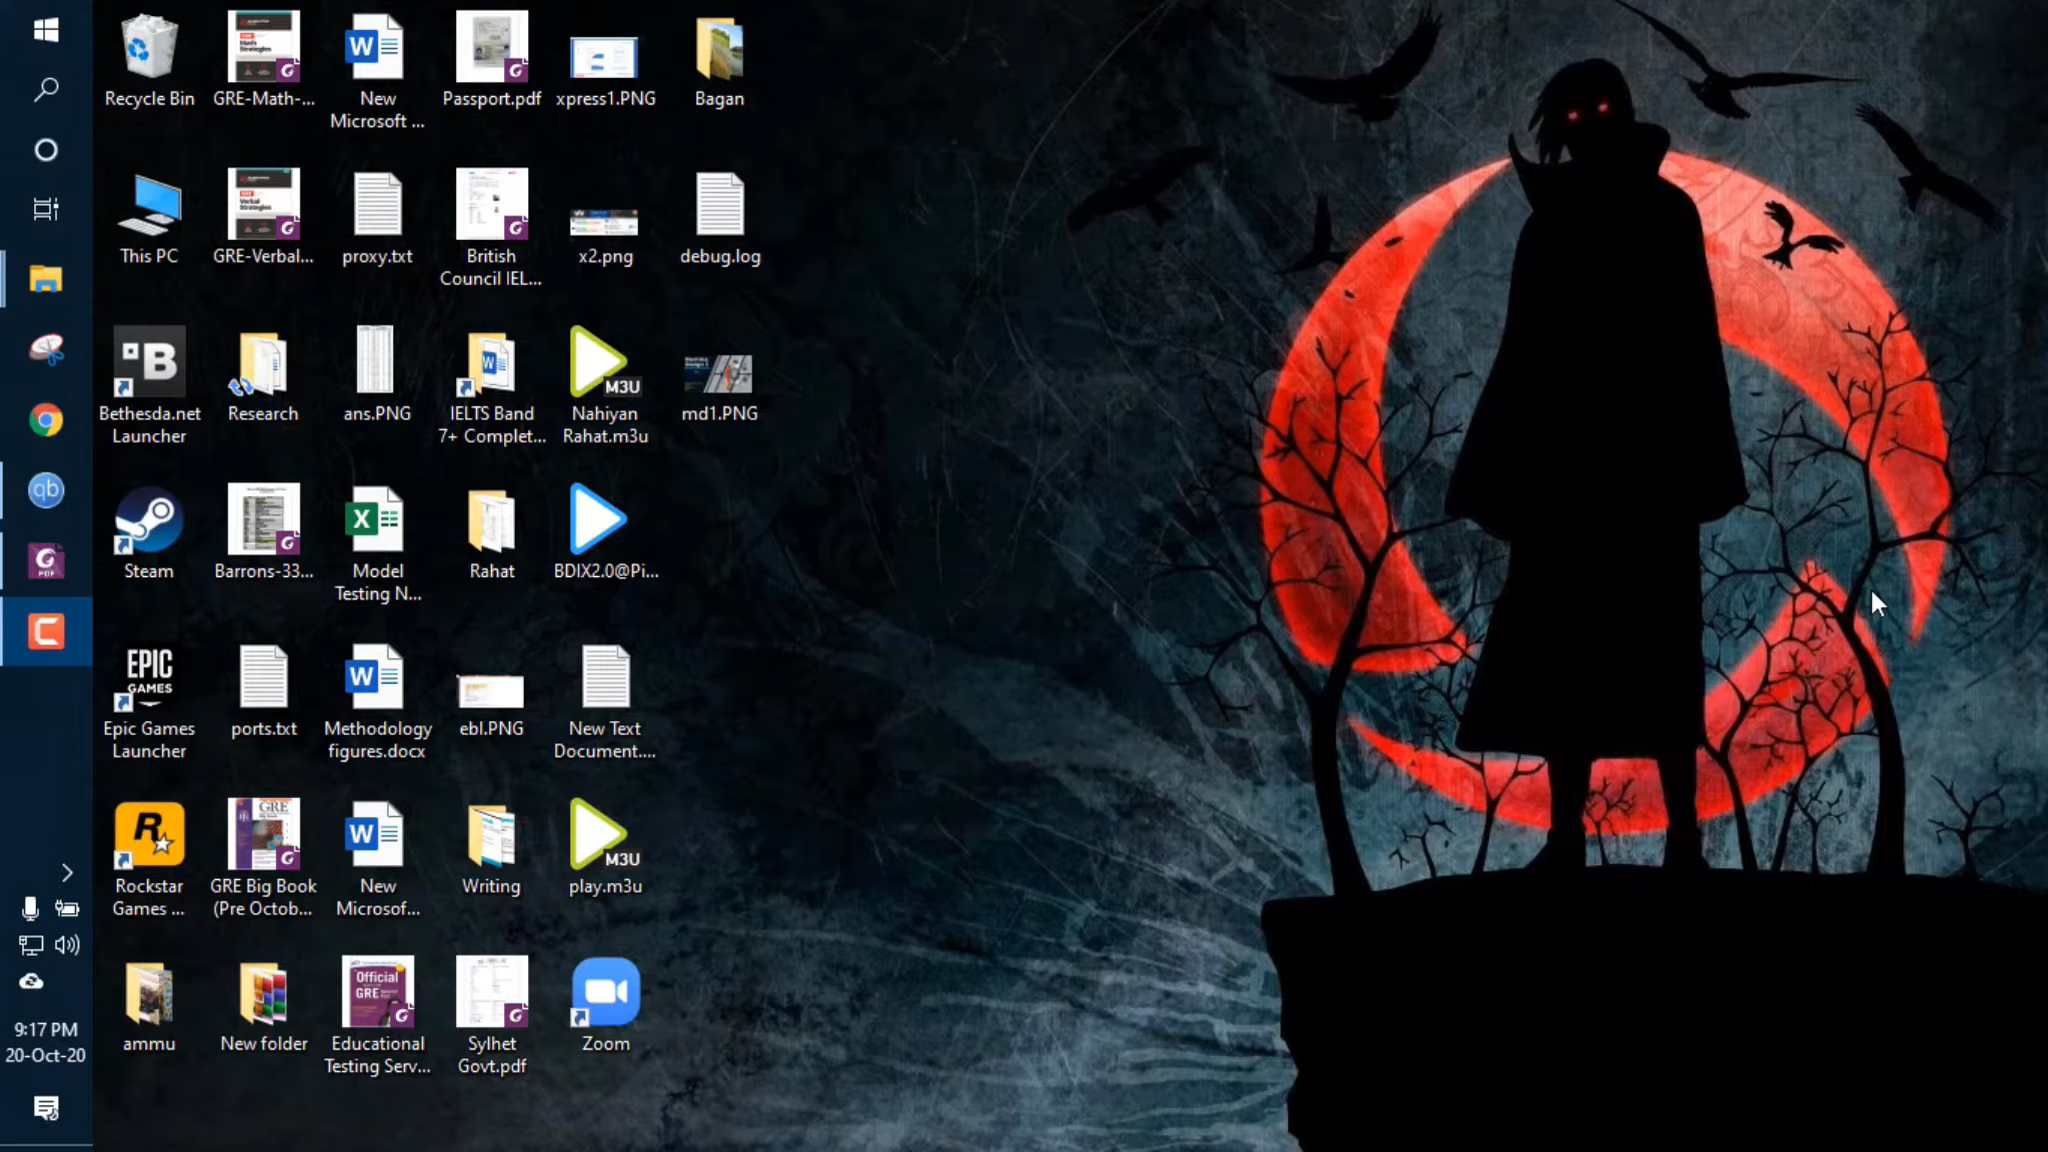 Recycle Bin
GRE-Math-...
New
Microsoft ...
Passport.pdf
xpress1.PNG
Bagan
This PC
GRE-Verbal...
proxy.txt
British
Council IEL...
x2.png
debug.log
Bethesda.net
Launcher
Research
ans.PNG
IELTS Band
7+ Complet...
M3U
Nahiyan
Rahat.m3u
md1.PNG
Steam
Barrons-33...
Model
Testing N...
Rahat
BDIX2.0@Pi...
EPIC
GAMES
Epic Games
Launcher
ports.txt
Methodology
figures.docx
ebl.PNG
New Text
Document....
Rockstar
Games ...
GRE
GRE Big Book
(Pre Octob...
New
Microsof...
Writing
M3U
play.m3u
ammu
New folder
Official
GRE
Educational
Testing Serv...
Sylhet
Govt.pdf
Zoom
qb
PDF
9:17 PM
20-Oct-20